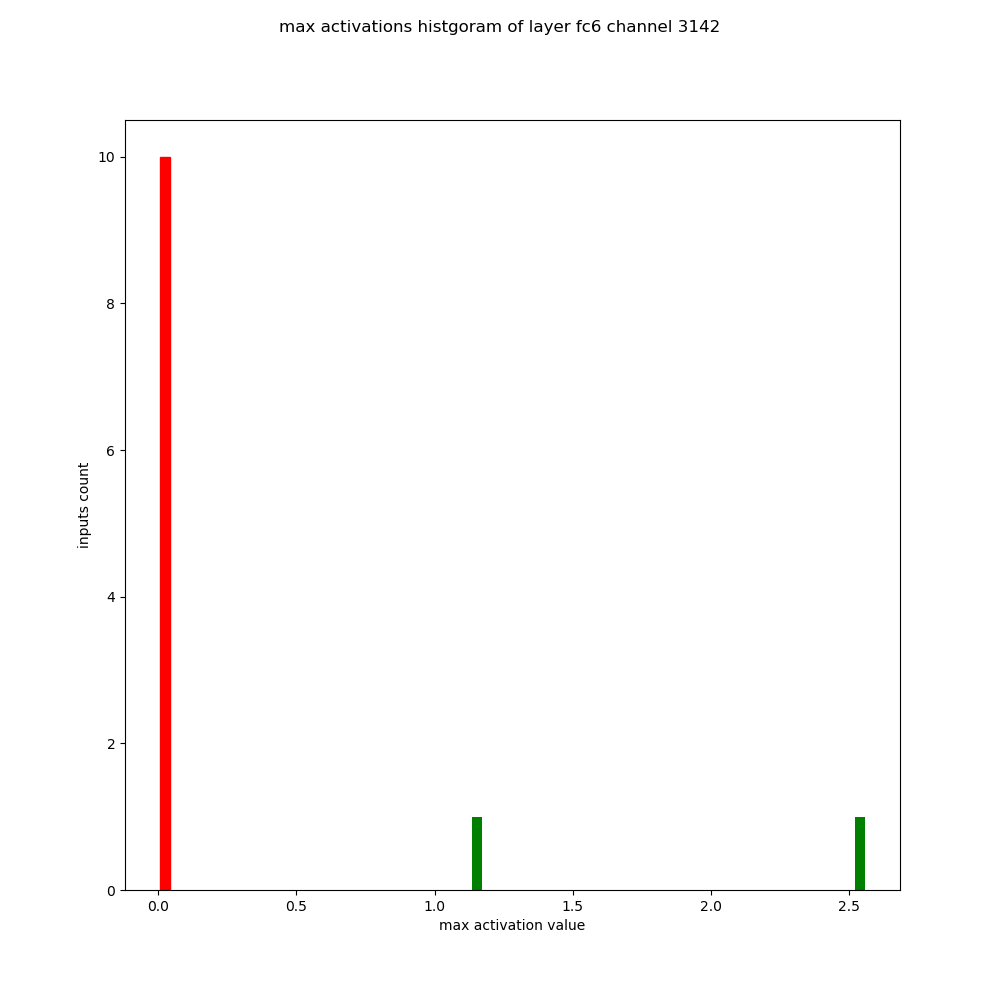 max activations histgoram of layer fc6 channel 3142
10
8
6
4
2
0
inputs count
0.0 0.5 1.0 1.5 2.0 2.5
max activation value